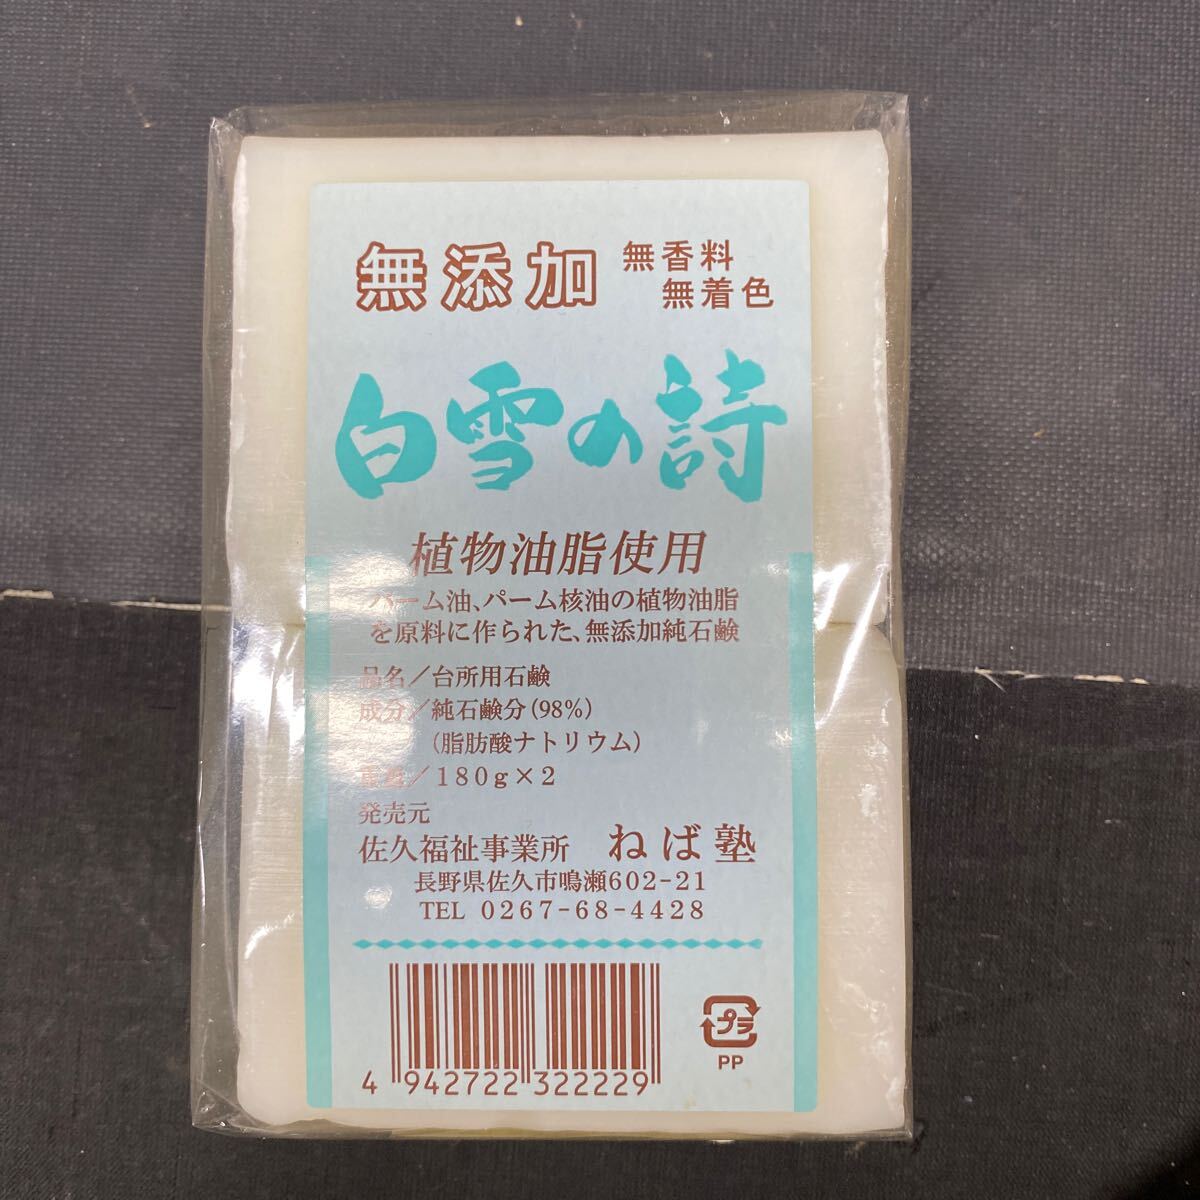 無添加
無香料
無着色
白雪の詩
植物油脂使用
パーム油、パーム核油の植物油脂
を原料に作られた、無添加純石鹸
品名／台所用石鹸
成分／純石鹸分(98%)
(脂肪酸ナトリウム)
重量／180g×2
発売元
佐久福祉事業所 ねば塾
長野県佐久市鳴瀬602-21
TEL 0267-68-4428
4 942722 322229
プラ
PP